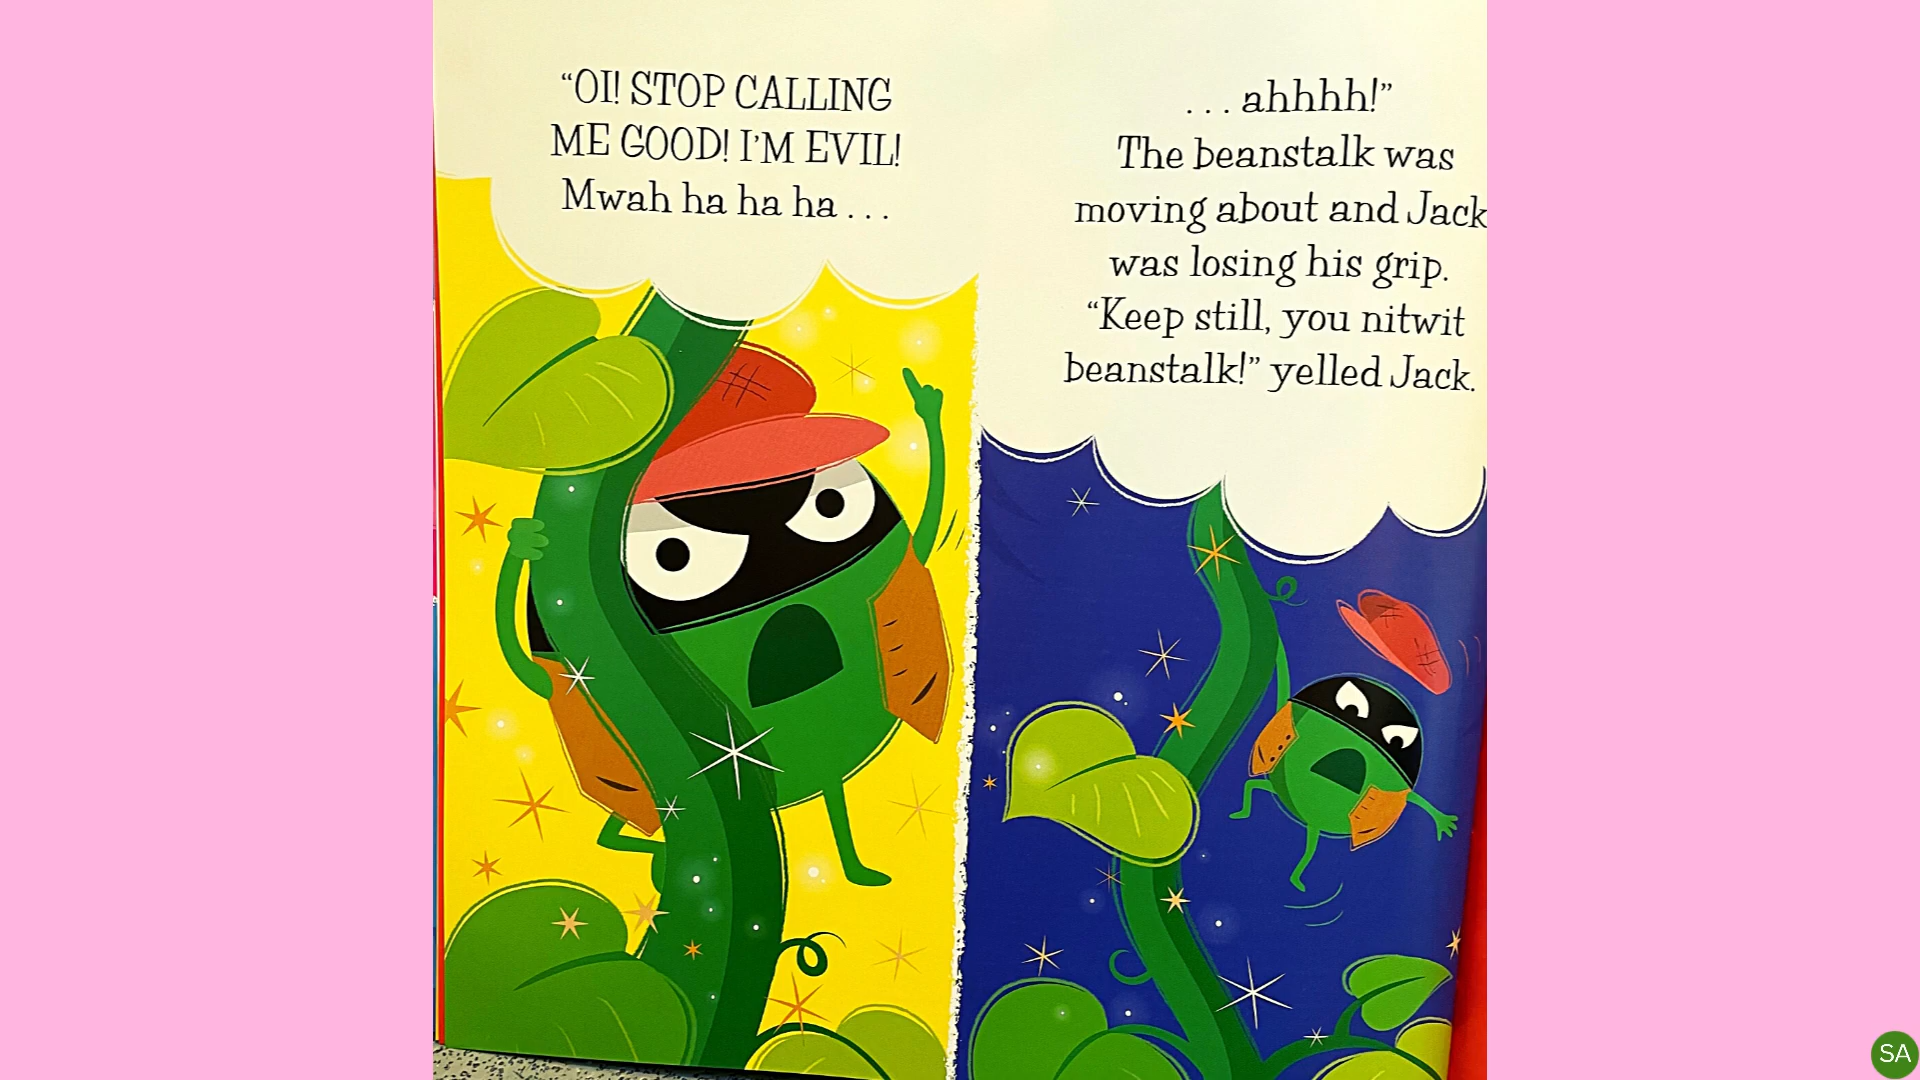 “OI! STOP CALLING
ME GOOD! I’M EVIL!
Mwah ha ha ha . . .
. . . ahhhh!”
The beanstalk was
moving about and Jack
was losing his grip.
“Keep still, you nitwit
beanstalk!” yelled Jack.
SA